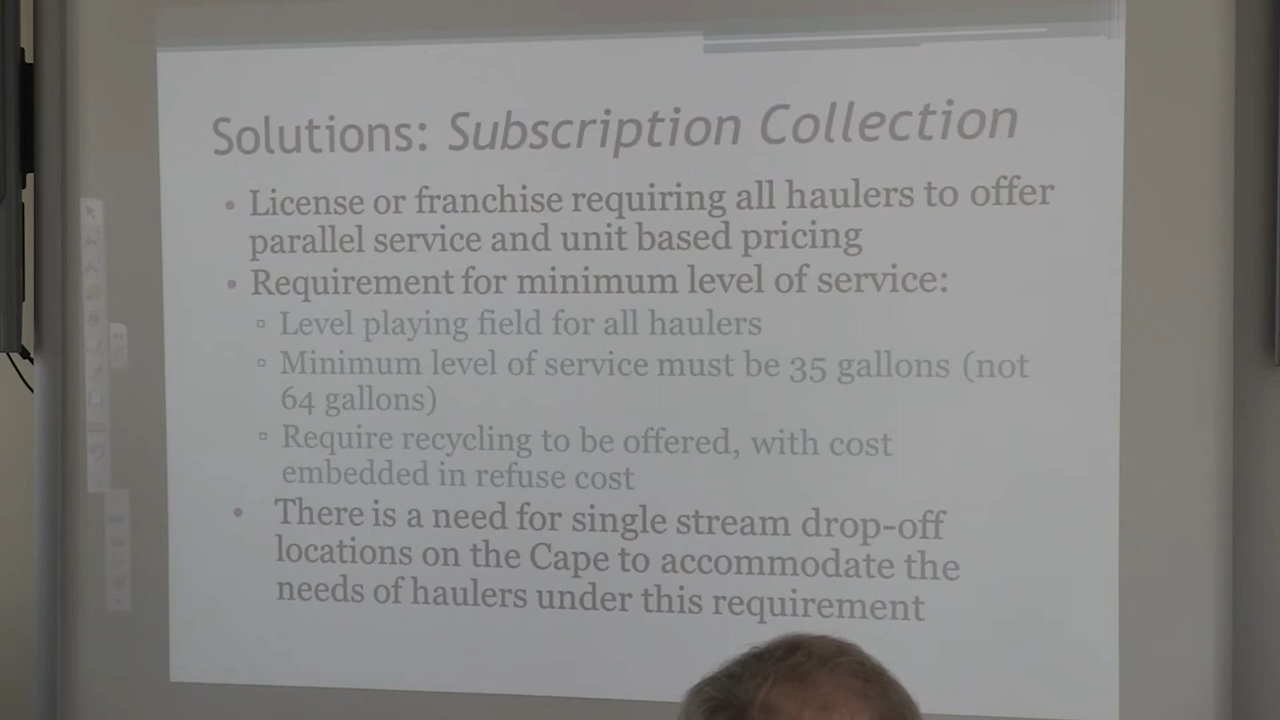 Solutions: Subscription Collection
• License or franchise requiring all haulers to offer
parallel service and unit based pricing
• Requirement for minimum level of service:
▫ Level playing field for all haulers
▫ Minimum level of service must be 35 gallons (not
64 gallons)
▫ Require recycling to be offered, with cost
embedded in refuse cost
• There is a need for single stream drop-off
locations on the Cape to accommodate the
needs of haulers under this requirement